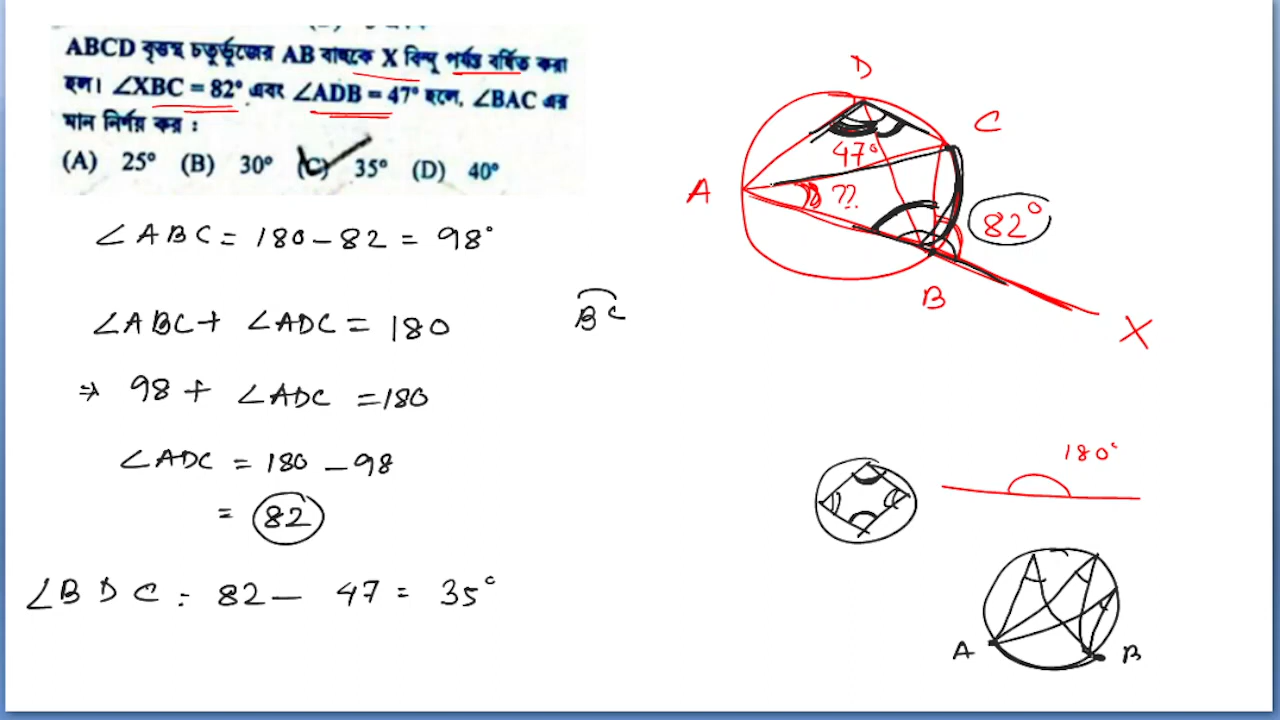 ABCD বৃত্তস্থ চতুর্ভূজের AB বাহুকে X বিন্দু পর্যন্ত বর্ধিত করা
হল। ∠XBC = 82° এবং ∠ADB = 47° হলে, ∠BAC এর
মান নির্ণয় কর :
(A) 25° (B) 30° (C) 35° (D) 40°
∠ABC = 180 – 82 = 98°
∠ABC + ∠ADC = 180
⇒ 98 + ∠ADC = 180
∠ADC = 180 – 98
= 82
∠BDC = 82 – 47 = 35°
BC
D
C
47°
A
??
82°
B
X
180°
A
B